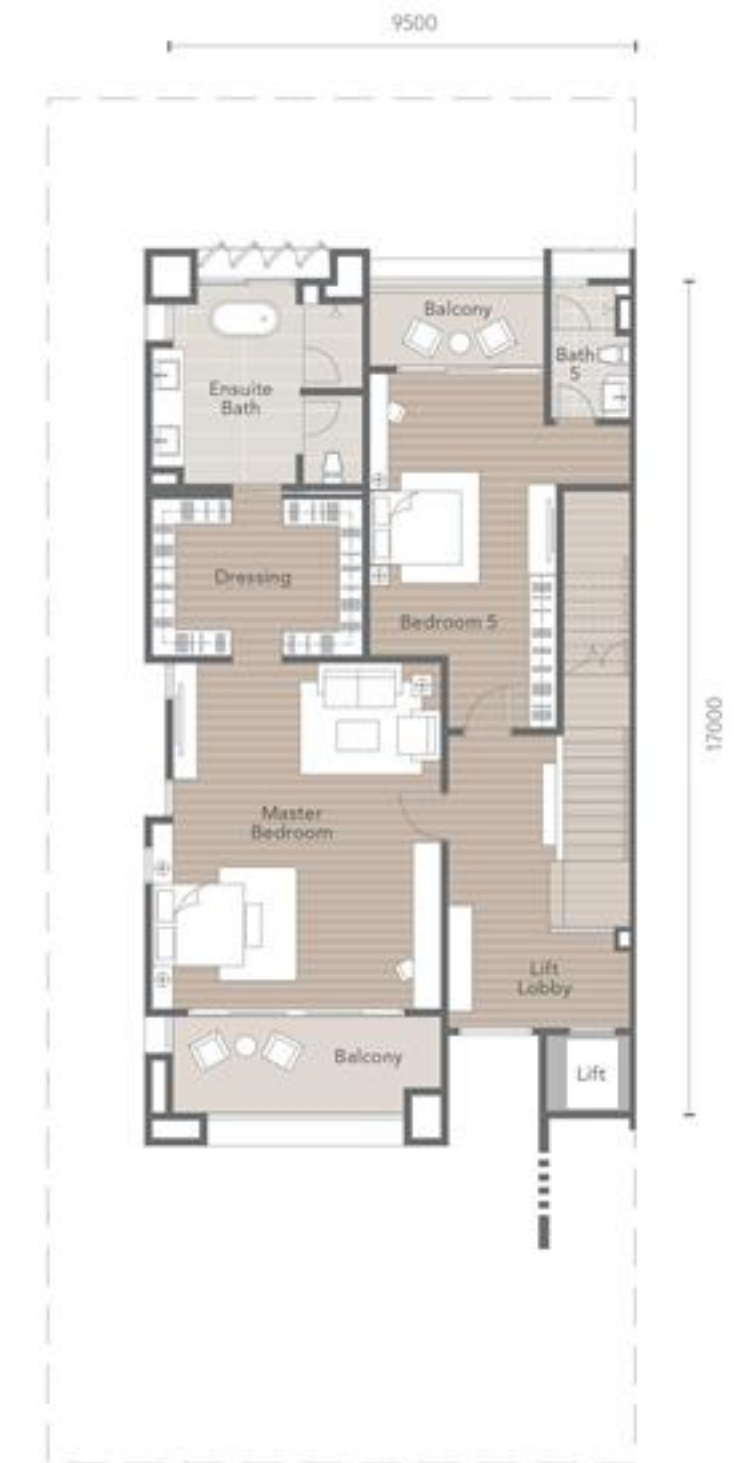 9500
Balcony
Bath
5
Ensuite
Bath
Dressing
Bedroom 5
17000
Master
Bedroom
Lift
Lobby
Balcony
Lift